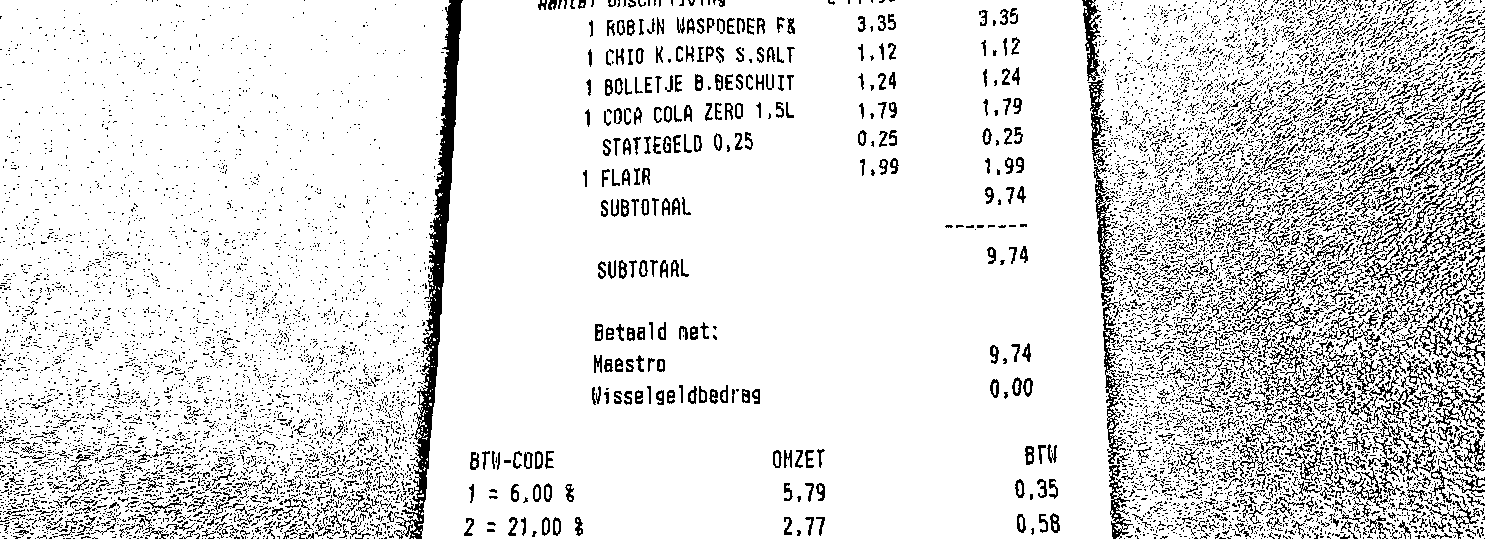 Aantal Omschrijving
1 ROBIJN WASPOEDER F& 3,35 3,35
1 CHIO K.CHIPS S.SALT 1,12 1,12
1 BOLLETJE B.BESCHUIT 1,24 1,24
1 COCA COLA ZERO 1,5L 1,79 1,79
STATIEGELD 0,25 0,25 0,25
1 FLAIR 1,99 1,99
SUBTOTAAL 9,74
--------
SUBTOTAAL 9,74
Betaald met:
Maestro 9,74
Wisselgeldbedrag 0,00
BTW-CODE OMZET BTW
1 = 6,00 % 5,79 0,35
2 = 21,00 % 2,77 0,58